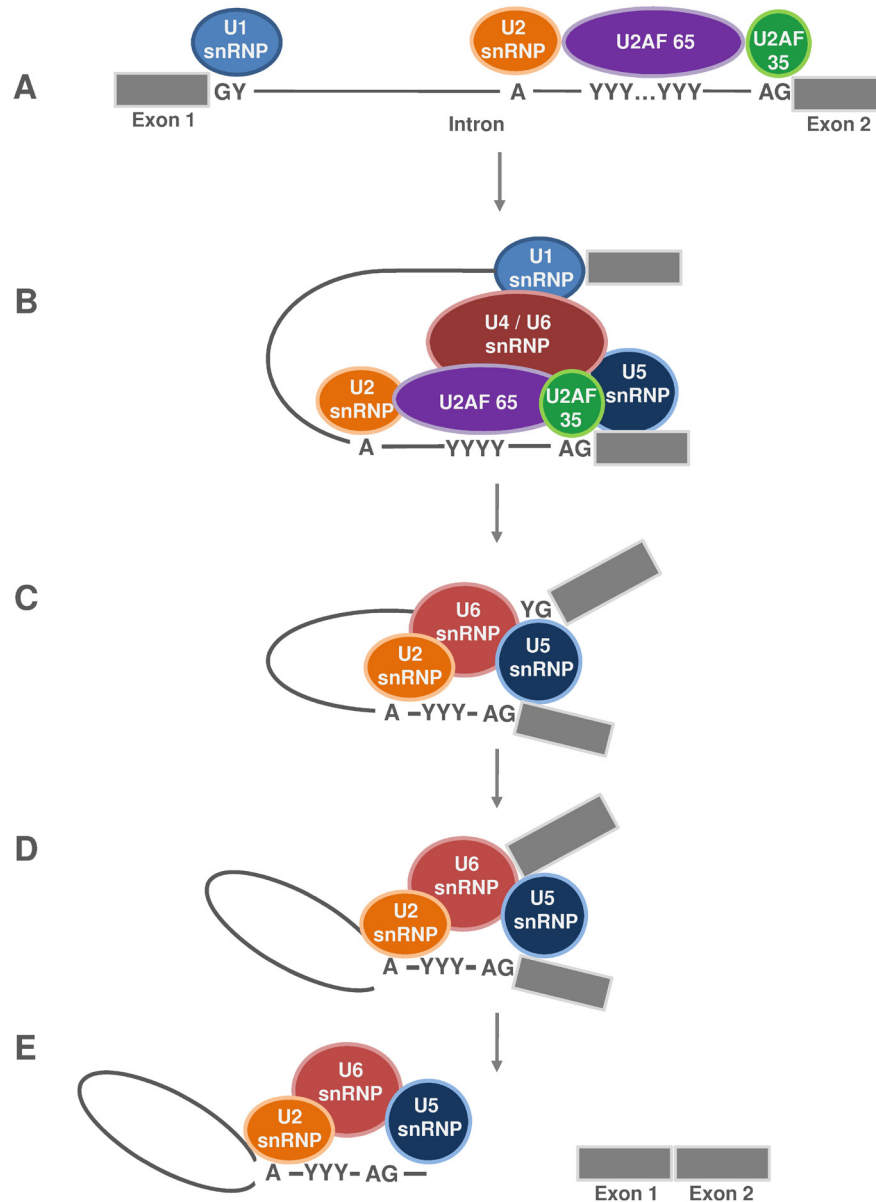 U1
snRNP
U2
snRNP
U2AF 65
U2AF
35
A
GY
A
YYY...YYY
AG
Exon 1
Intron
Exon 2
B
U1
snRNP
U4 / U6
snRNP
U2
snRNP
U2AF 65
U2AF
35
U5
snRNP
A
YYYY
AG
C
U6
snRNP
YG
U2
snRNP
U5
snRNP
A –YYY– AG
D
U6
snRNP
U2
snRNP
U5
snRNP
A –YYY– AG
E
U6
snRNP
U2
snRNP
U5
snRNP
A –YYY– AG —
Exon 1
Exon 2